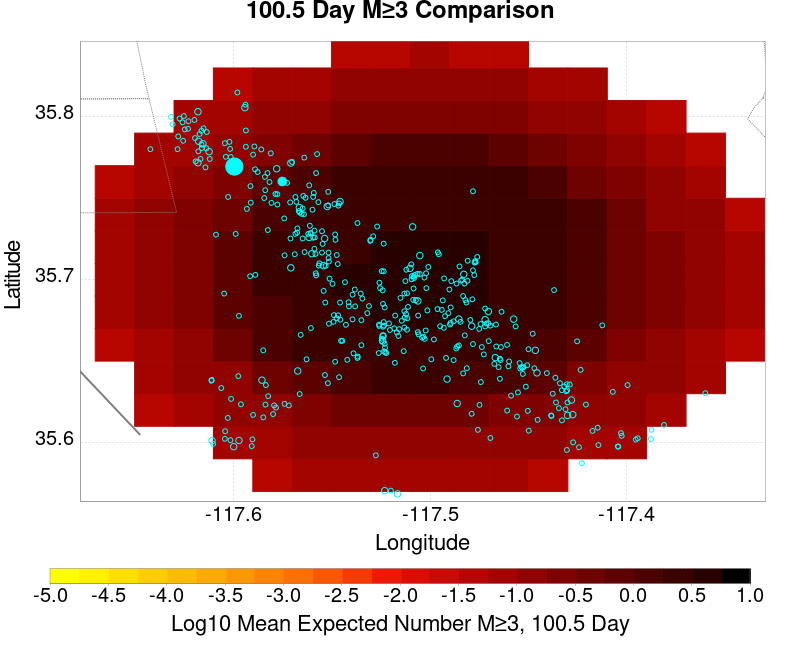 100.5 Day M≥3 Comparison
35.8
35.7
35.6
Latitude
-117.6 -117.5 -117.4
Longitude
-5.0 -4.5 -4.0 -3.5 -3.0 -2.5 -2.0 -1.5 -1.0 -0.5 0.0 0.5 1.0
Log10 Mean Expected Number M≥3, 100.5 Day